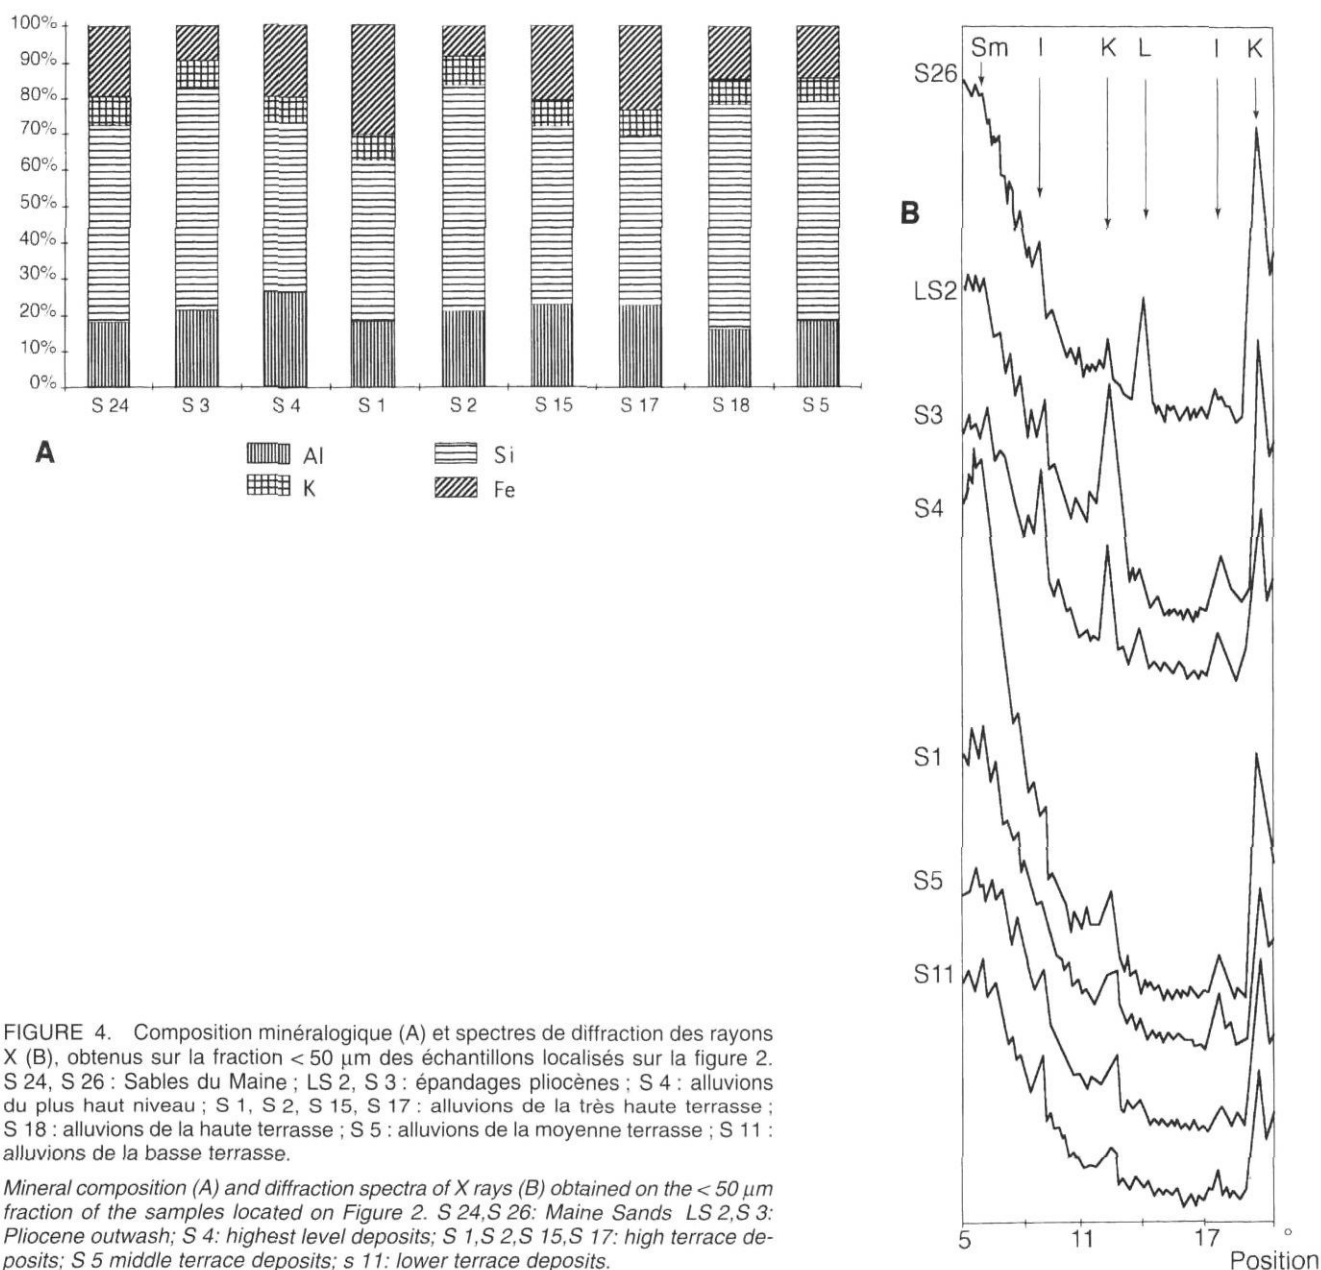 100%
90%
80%
70%
60%
50%
40%
30%
20%
10%
0%
S 24 S 3 S 4 S 1 S 2 S 15 S 17 S 18 S 5
A
Al Si
K Fe
B
Sm I K L I K
S26
LS2
S3
S4
S1
S5
S11
5 11 17 °
Position
FIGURE 4. Composition minéralogique (A) et spectres de diffraction des rayons
X (B), obtenus sur la fraction < 50 μm des échantillons localisés sur la figure 2.
S 24, S 26 : Sables du Maine ; LS 2, S 3 : épandages pliocènes ; S 4 : alluvions
du plus haut niveau ; S 1, S 2, S 15, S 17 : alluvions de la très haute terrasse ;
S 18 : alluvions de la haute terrasse ; S 5 : alluvions de la moyenne terrasse ; S 11 :
alluvions de la basse terrasse.
Mineral composition (A) and diffraction spectra of X rays (B) obtained on the < 50 μm
fraction of the samples located on Figure 2. S 24,S 26: Maine Sands LS 2,S 3:
Pliocene outwash; S 4: highest level deposits; S 1,S 2,S 15,S 17: high terrace de-
posits; S 5 middle terrace deposits; s 11: lower terrace deposits.